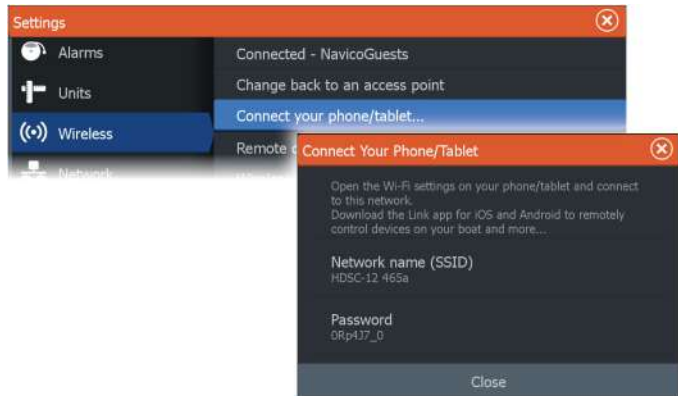 Settings
Alarms
Units
Wireless
Network
Connected - NavicoGuests
Change back to an access point
Connect your phone/tablet...
Remote
Connect Your Phone/Tablet
Open the Wi-Fi settings on your phone/tablet and connect
to this network.
Download the Link app for iOS and Android to remotely
control devices on your boat and more...
Network name (SSID)
HDSC-12 465a
Password
0Rp4J7_0
Close